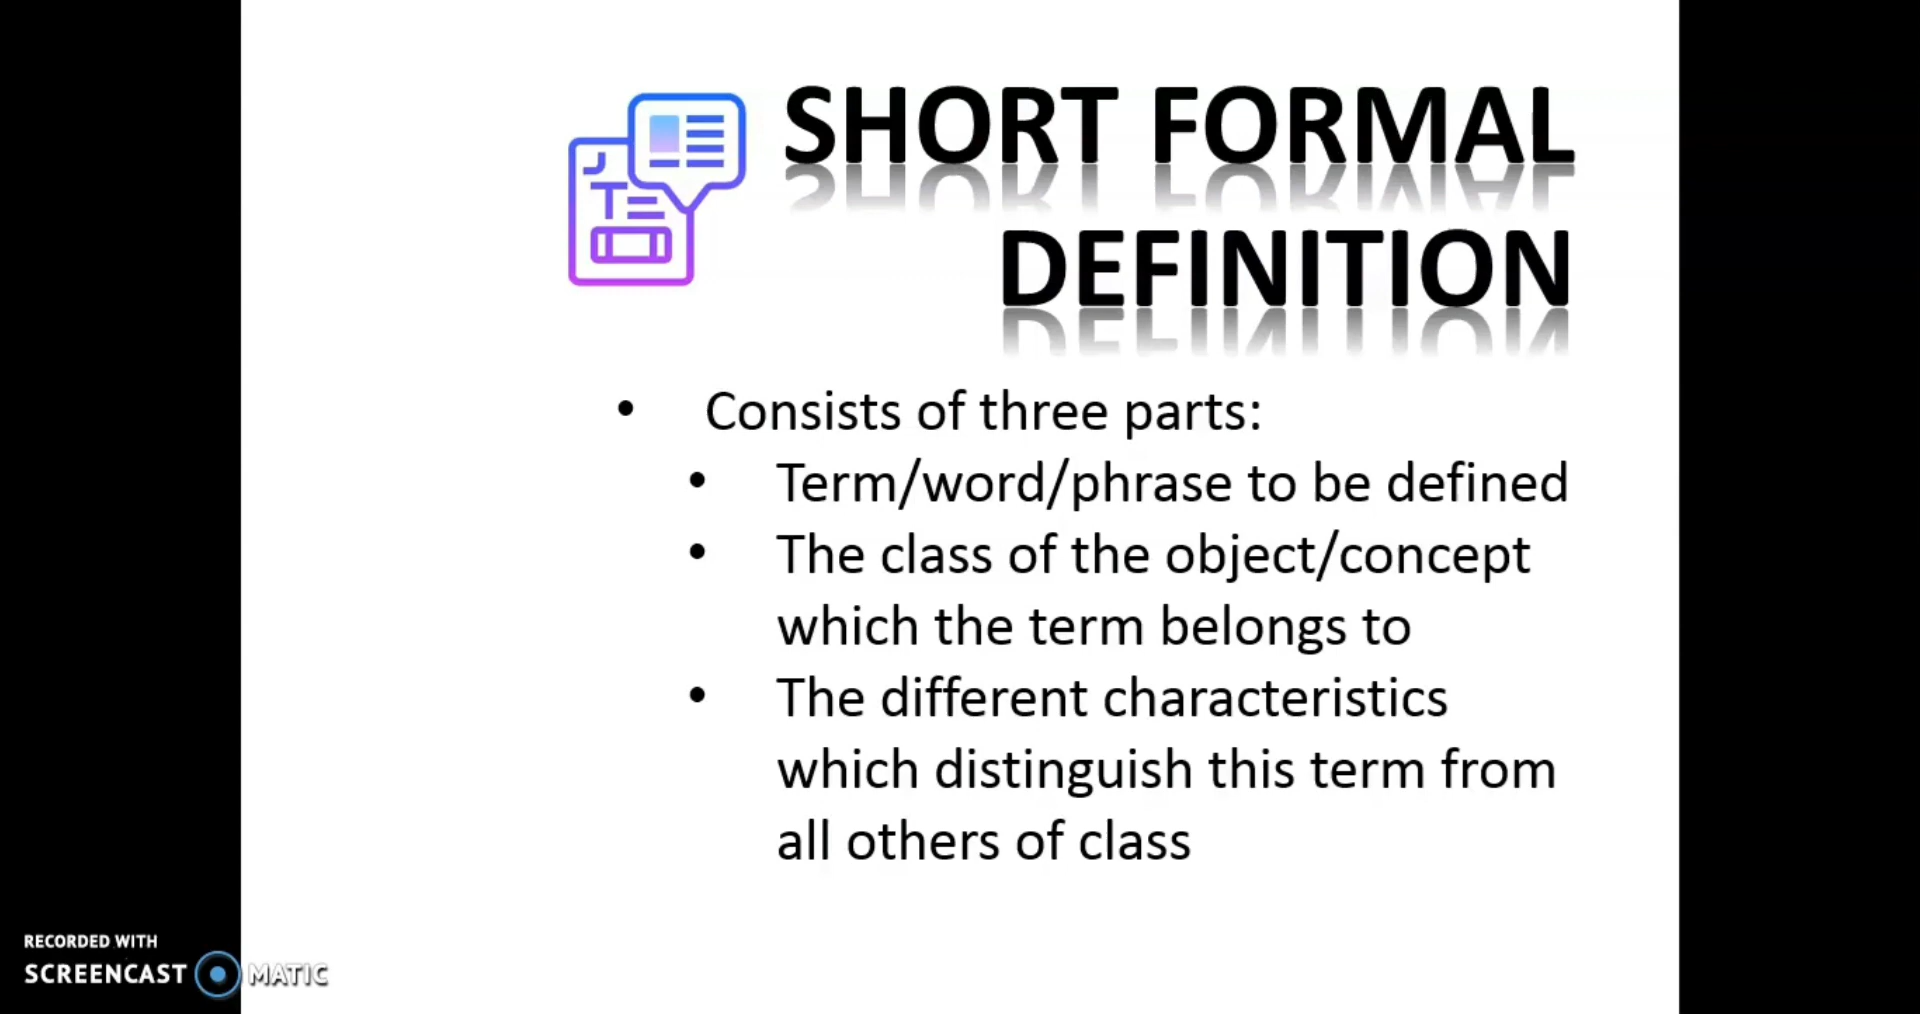 SHORT FORMAL
DEFINITION
• Consists of three parts:
• Term/word/phrase to be defined
• The class of the object/concept
which the term belongs to
• The different characteristics
which distinguish this term from
all others of class
RECORDED WITH
SCREENCAST MATIC